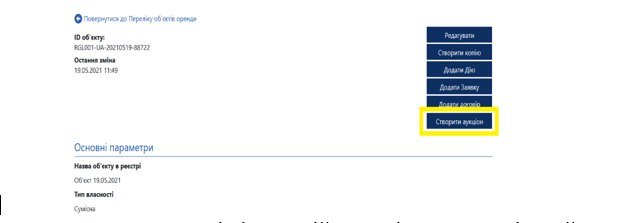 Повернутися до Переліку об'єктів оренди
ID об'єкту:
RGL001-UA-20210519-88722
Остання зміна
19.05.2021 11:49
Редагувати
Створити копію
Додати Дію
Додати Заявку
Додати договір
Створити аукціон
Основні параметри
Назва об'єкту в реєстрі
Об'єкт 19.05.2021
Тип власності
Сумісна